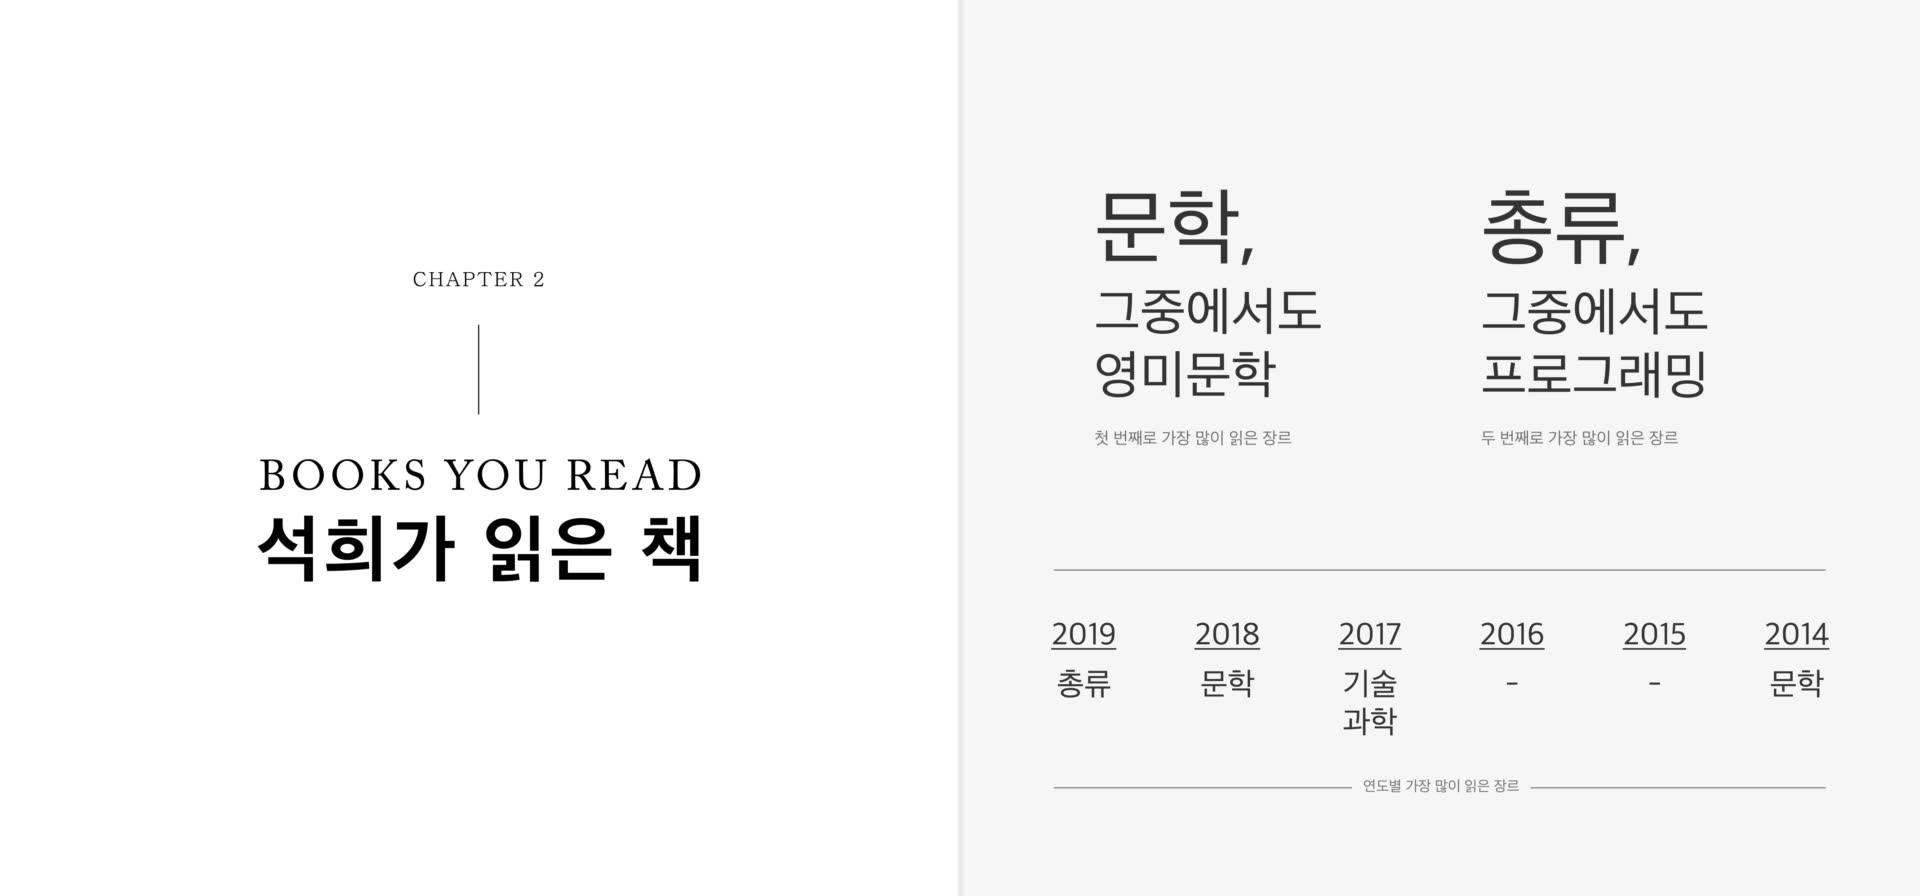 CHAPTER 2
BOOKS YOU READ
석희가 읽은 책
문학,
그중에서도
영미문학
첫 번째로 가장 많이 읽은 장르
총류,
그중에서도
프로그래밍
두 번째로 가장 많이 읽은 장르
2019
총류
2018
문학
2017
기술
과학
2016
-
2015
-
2014
문학
연도별 가장 많이 읽은 장르